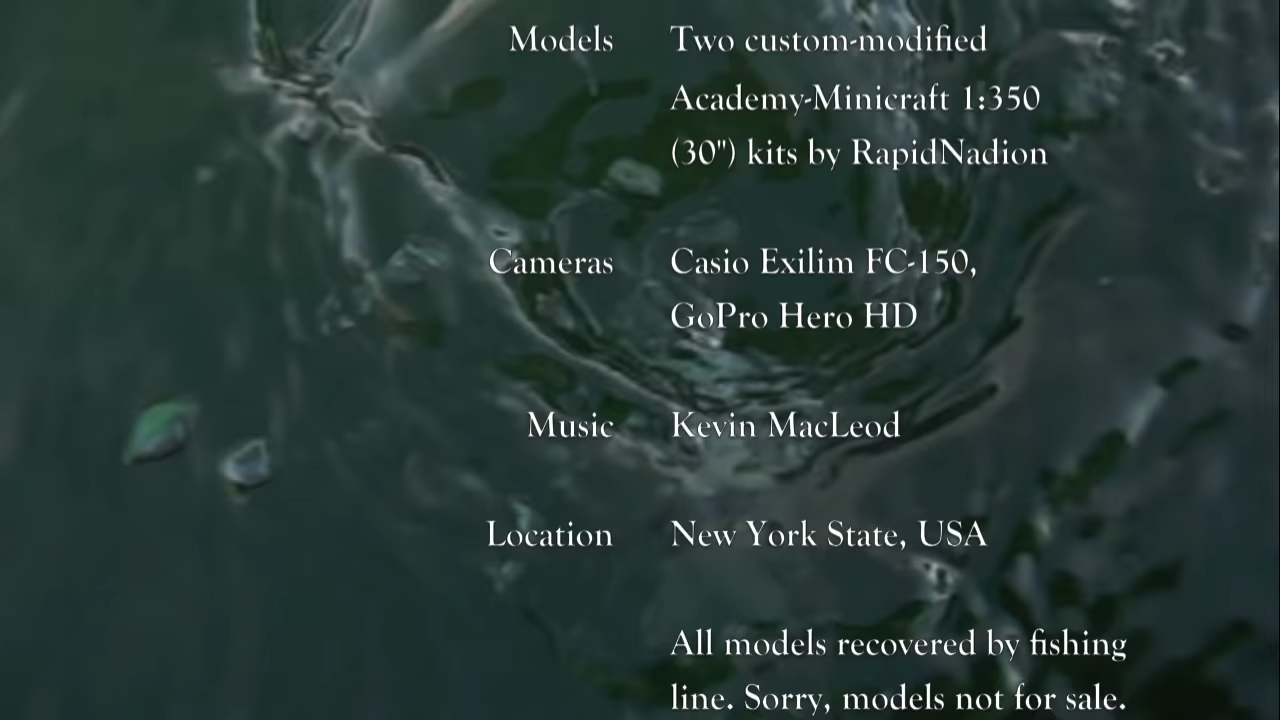 Models Two custom-modified
Academy-Minicraft 1:350
(30") kits by RapidNadion
Cameras Casio Exilim FC-150,
GoPro Hero HD
Music Kevin MacLeod
Location New York State, USA
All models recovered by fishing
line. Sorry, models not for sale.